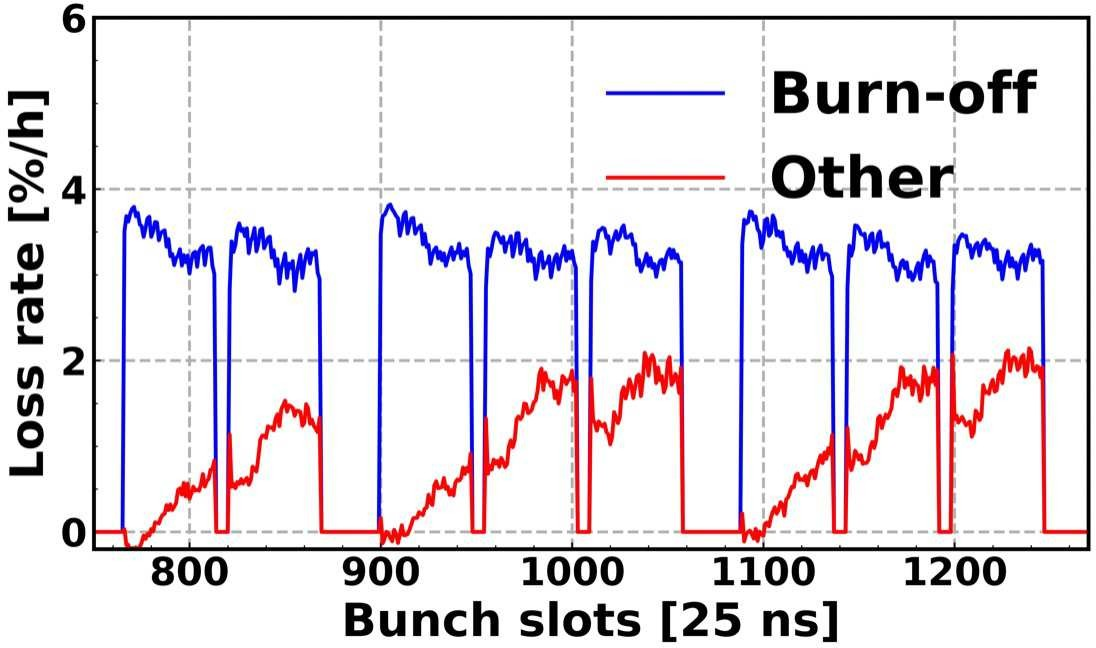 Loss rate [%/h]
6
4
2
0
Burn-off
Other
800 900 1000 1100 1200
Bunch slots [25 ns]